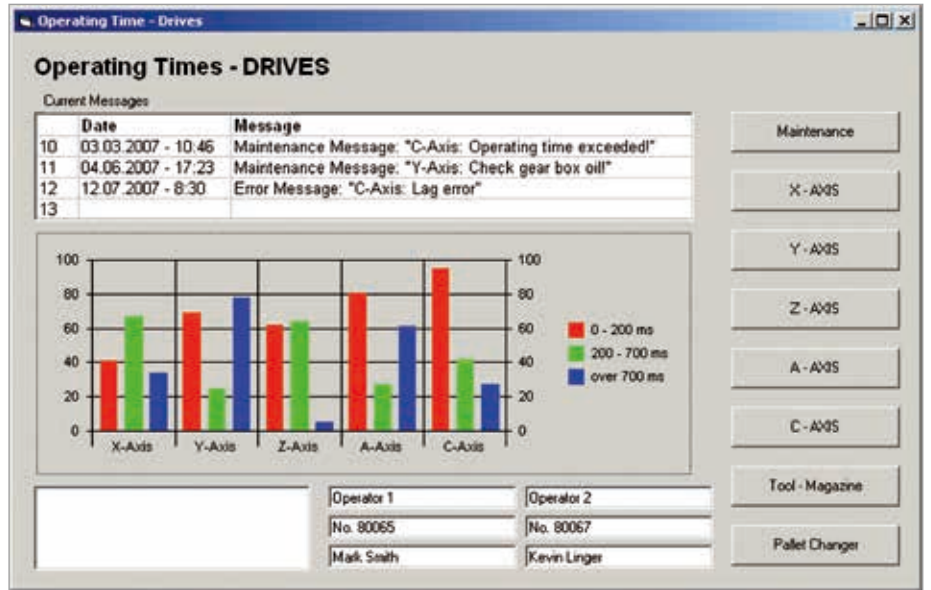 Operating Time - Drives
Operating Times - DRIVES
Current Messages
Date Message
10 03.03.2007 - 10:46 Maintenance Message: "C-Axis: Operating time exceeded!"
11 04.06.2007 - 17:23 Maintenance Message: "Y-Axis: Check gear box oil!"
12 12.07.2007 - 8:30 Error Message: "C-Axis: Lag error"
13
Maintenance
X - AXIS
Y - AXIS
Z - AXIS
A - AXIS
C - AXIS
Tool - Magazine
Pallet Changer
100 100
80 80
60 60
40 40
20 20
0 0
X-Axis Y-Axis Z-Axis A-Axis C-Axis
0 - 200 ms
200 - 700 ms
over 700 ms
Operator 1 Operator 2
No. 80065 No. 80067
Mark Smith Kevin Linger